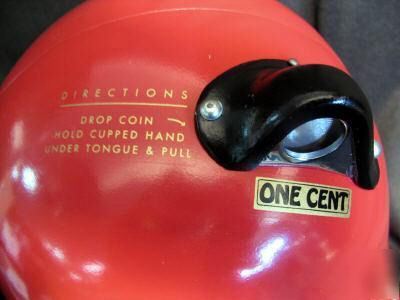 DIRECTIONS
DROP COIN
HOLD CUPPED HAND
UNDER TONGUE & PULL
ONE CENT